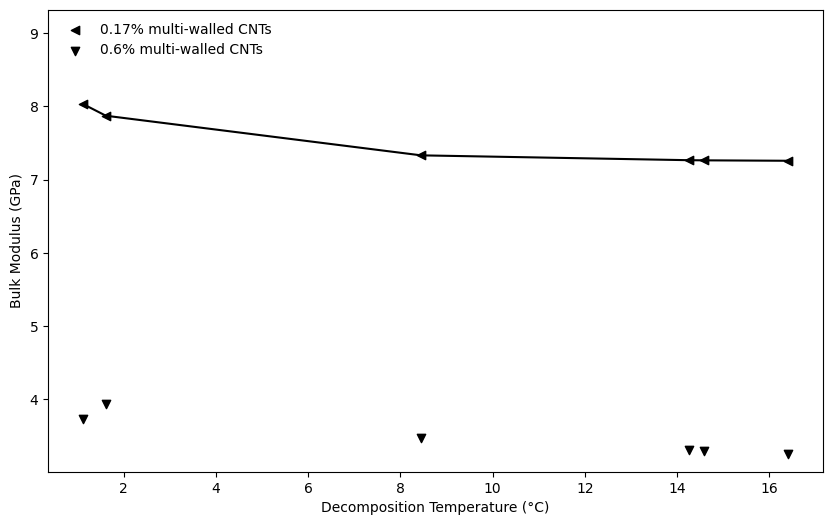 0.17% multi-walled CNTs
0.6% multi-walled CNTs
9
8
7
6
5
4
Bulk Modulus (GPa)
2 4 6 8 10 12 14 16
Decomposition Temperature (°C)